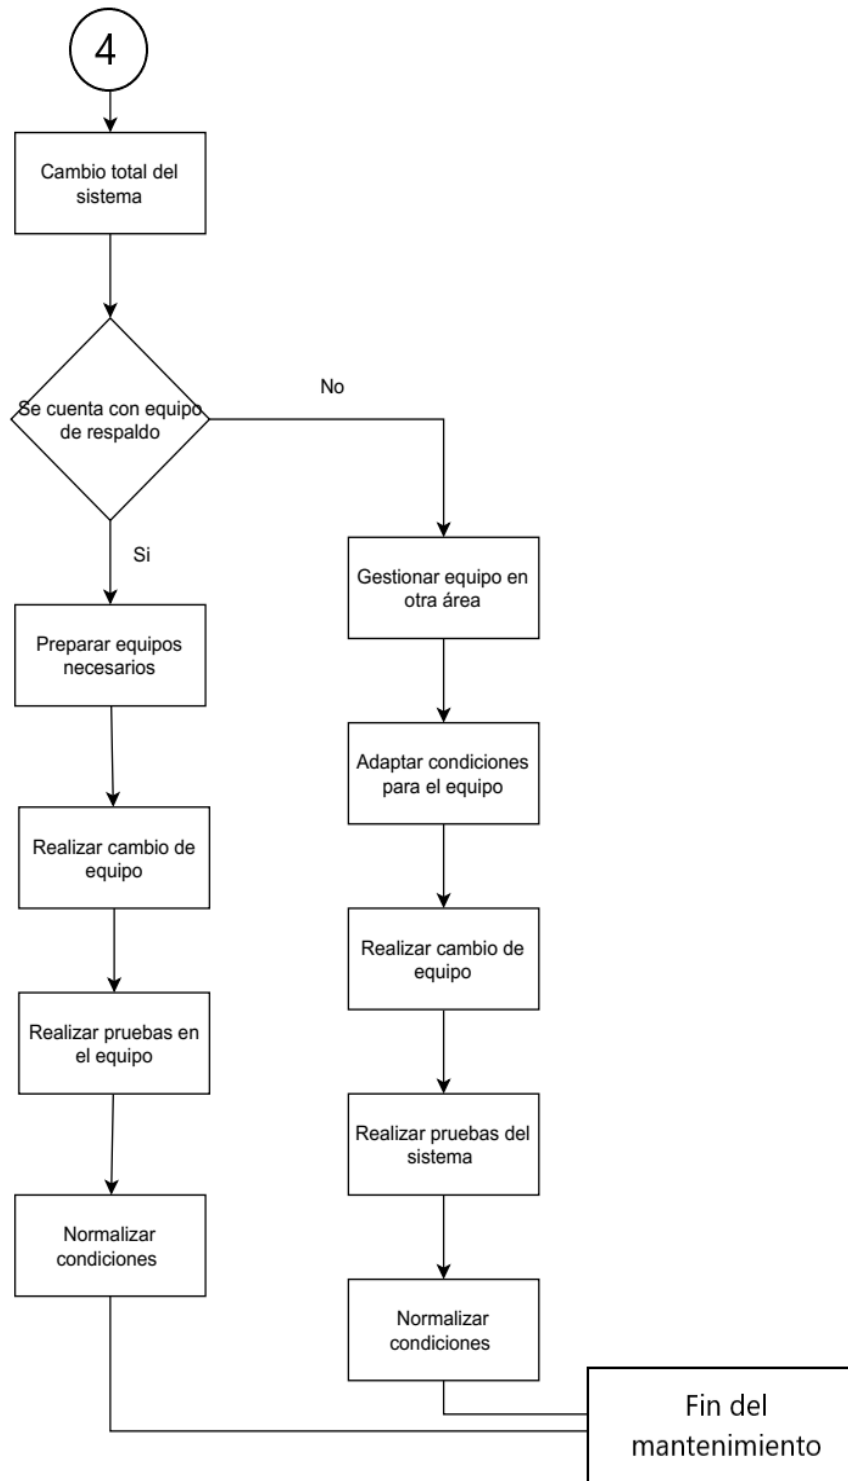 4
Cambio total del
sistema
Se cuenta con equipo
de respaldo
No
Si
Preparar equipos
necesarios
Realizar cambio de
equipo
Realizar pruebas en
el equipo
Normalizar
condiciones
Gestionar equipo en
otra área
Adaptar condiciones
para el equipo
Realizar cambio de
equipo
Realizar pruebas del
sistema
Normalizar
condiciones
Fin del
mantenimiento